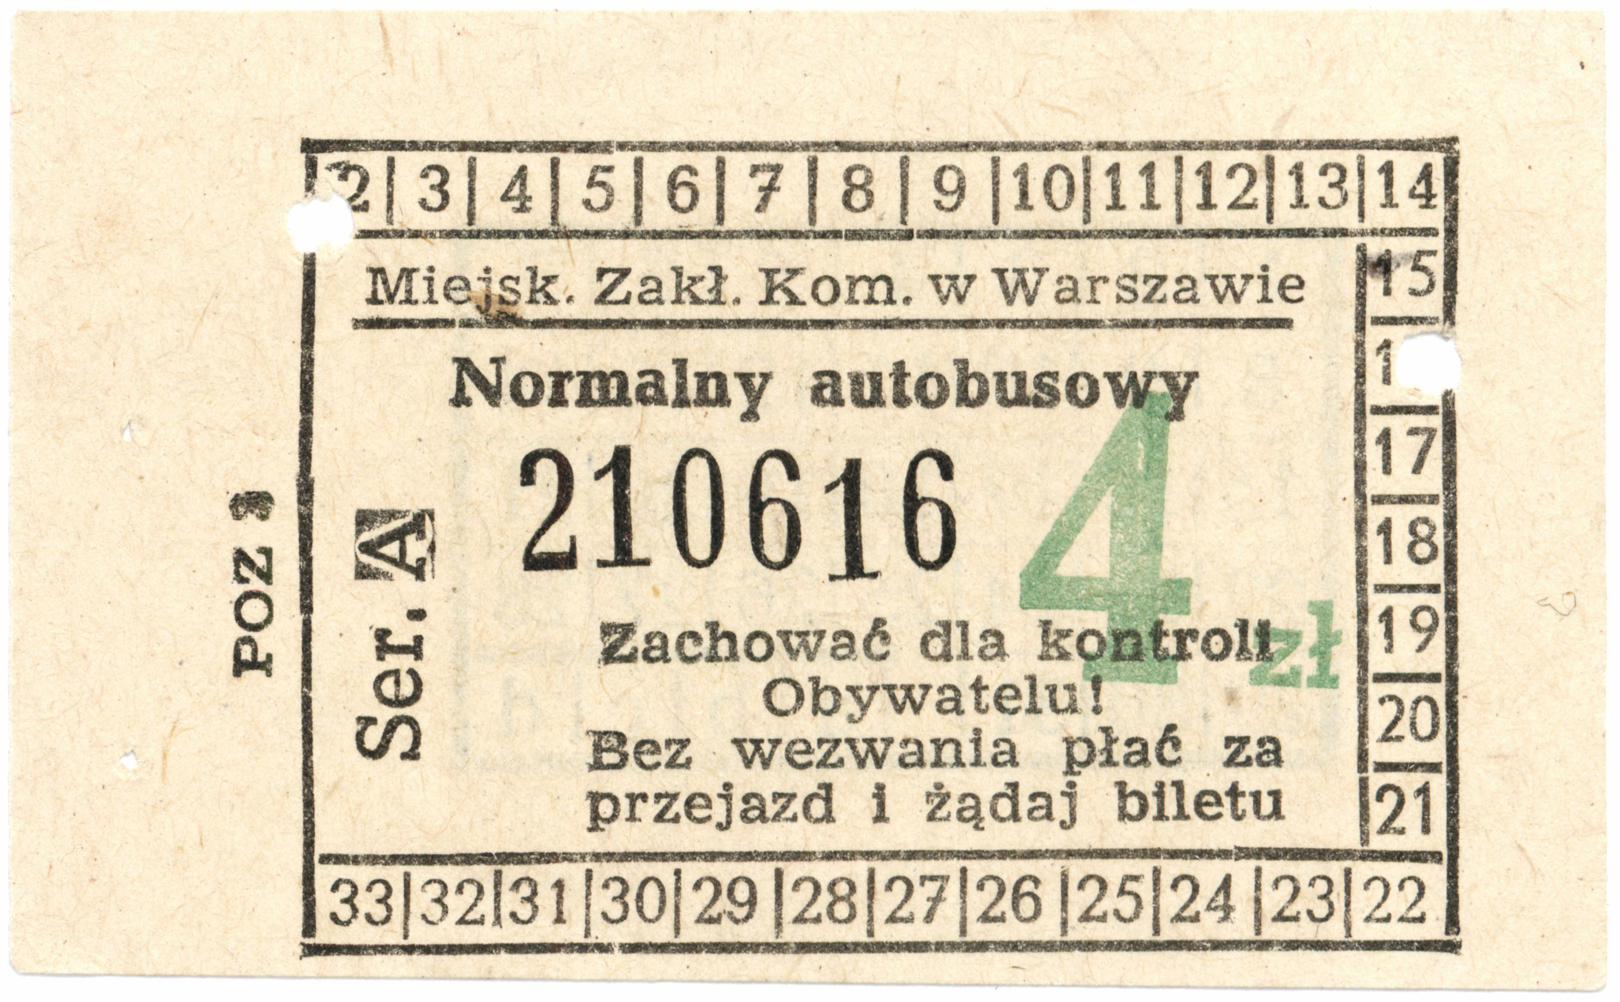 2 | 3 | 4 | 5 | 6 | 7 | 8 | 9 | 10 | 11 | 12 | 13 | 14
Miejsk. Zakł. Kom. w Warszawie
Normalny autobusowy
210616
4 zł
Zachować dla kontroli
Obywatelu!
Bez wezwania płać za
przejazd i żądaj biletu
Ser. A
POZ
15
17
18
19
20
21
33 | 32 | 31 | 30 | 29 | 28 | 27 | 26 | 25 | 24 | 23 | 22